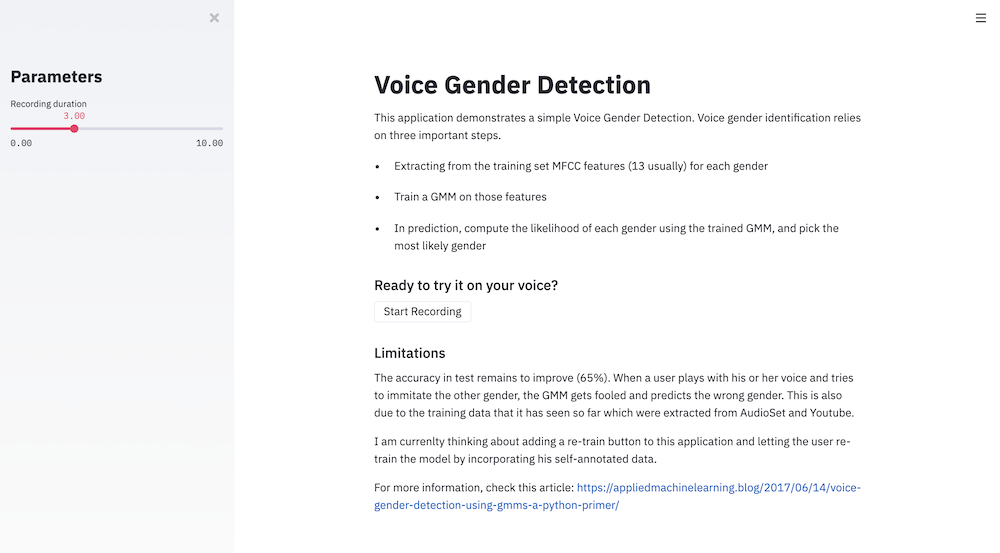 Parameters
Recording duration
3.00
0.00 10.00
Voice Gender Detection
This application demonstrates a simple Voice Gender Detection. Voice gender identification relies
on three important steps.
• Extracting from the training set MFCC features (13 usually) for each gender
• Train a GMM on those features
• In prediction, compute the likelihood of each gender using the trained GMM, and pick the
most likely gender
Ready to try it on your voice?
Start Recording
Limitations
The accuracy in test remains to improve (65%). When a user plays with his or her voice and tries
to immitate the other gender, the GMM gets fooled and predicts the wrong gender. This is also
due to the training data that it has seen so far which were extracted from AudioSet and Youtube.
I am currenlty thinking about adding a re-train button to this application and letting the user re-
train the model by incorporating his self-annotated data.
For more information, check this article: https://appliedmachinelearning.blog/2017/06/14/voice-
gender-detection-using-gmms-a-python-primer/